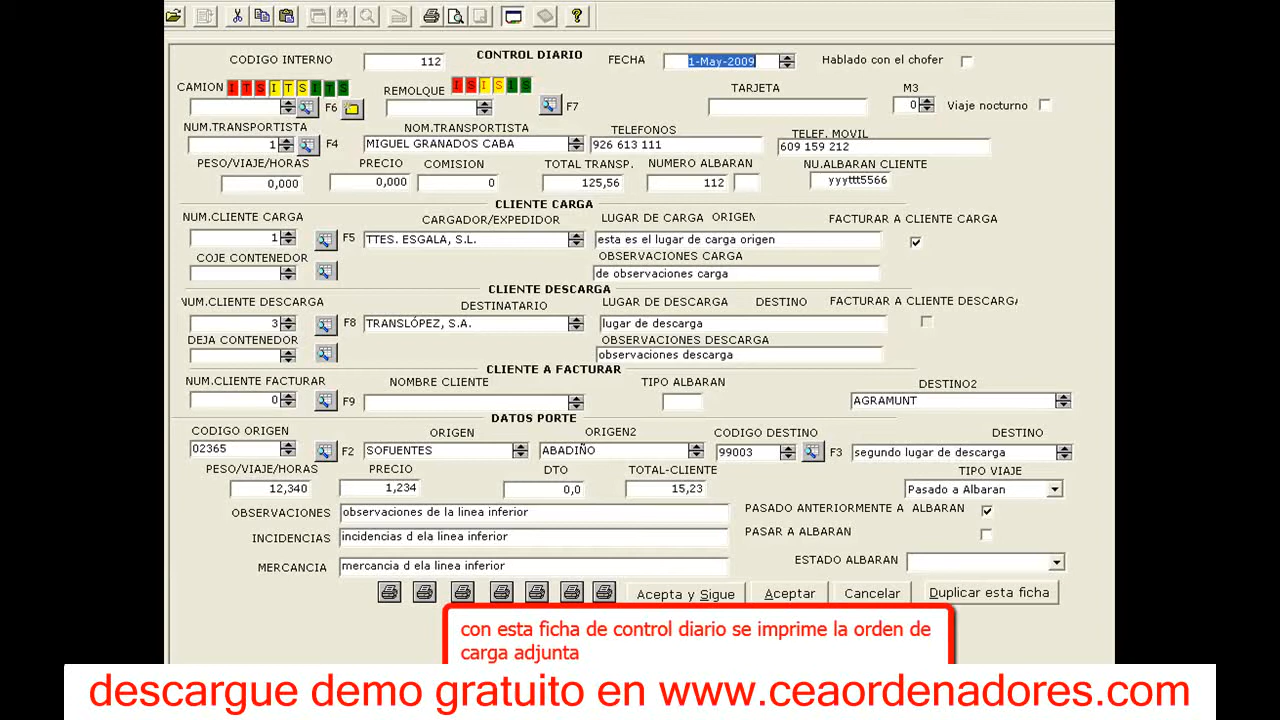 CODIGO INTERNO 112 CONTROL DIARIO FECHA 1-May-2009 Hablado con el chofer
CAMION I T S I T S I T S REMOLQUE I S I S I S TARJETA M3
F6 F7 0 Viaje nocturno
NUM.TRANSPORTISTA NOM.TRANSPORTISTA TELEFONOS TELEF. MOVIL
1 F4 MIGUEL GRANADOS CABA 926 613 111 609 159 212
PESO/VIAJE/HORAS PRECIO COMISION TOTAL TRANSP. NUMERO ALBARAN NU.ALBARAN CLIENTE
0,000 0,000 0 125,56 112 yyyttt5566
CLIENTE CARGA
NUM.CLIENTE CARGA CARGADOR/EXPEDIDOR LUGAR DE CARGA ORIGEN FACTURAR A CLIENTE CARGA
1 F5 TTES. ESGALA, S.L. esta es el lugar de carga origen
COJE CONTENEDOR OBSERVACIONES CARGA
de observaciones carga
CLIENTE DESCARGA
NUM.CLIENTE DESCARGA DESTINATARIO LUGAR DE DESCARGA DESTINO FACTURAR A CLIENTE DESCARGA
3 F8 TRANSLÓPEZ, S.A. lugar de descarga
DEJA CONTENEDOR OBSERVACIONES DESCARGA
observaciones descarga
CLIENTE A FACTURAR
NUM.CLIENTE FACTURAR NOMBRE CLIENTE TIPO ALBARAN DESTINO2
0 F9 AGRAMUNT
DATOS PORTE
CODIGO ORIGEN ORIGEN ORIGEN2 CODIGO DESTINO DESTINO
02365 F2 SOFUENTES ABADIÑO 99003 F3 segundo lugar de descarga
PESO/VIAJE/HORAS PRECIO DTO TOTAL-CLIENTE TIPO VIAJE
12,340 1,234 0,0 15,23 Pasado a Albaran
OBSERVACIONES observaciones de la linea inferior PASADO ANTERIORMENTE A ALBARAN
INCIDENCIAS incidencias d ela linea inferior PASAR A ALBARAN
MERCANCIA mercancia d ela linea inferior ESTADO ALBARAN
Acepta y Sigue Aceptar Cancelar Duplicar esta ficha
con esta ficha de control diario se imprime la orden de
carga adjunta
descargue demo gratuito en www.ceaordenadores.com